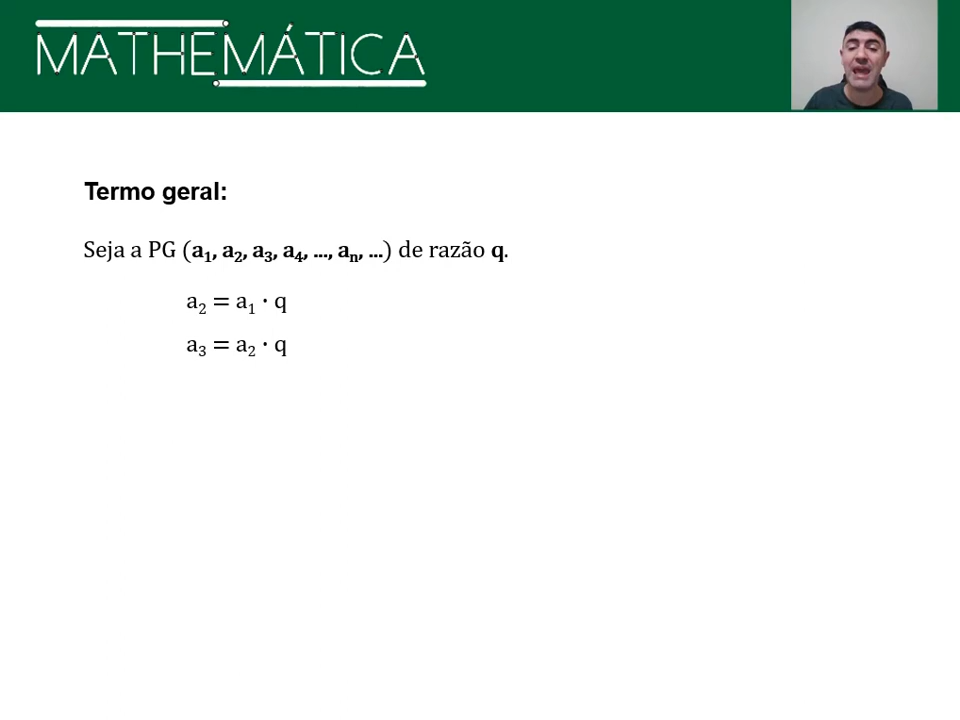 MATHEMÁTICA
Termo geral:
Seja a PG (a₁, a₂, a₃, a₄, ..., aₙ, ...) de razão q.
a₂ = a₁ · q
a₃ = a₂ · q